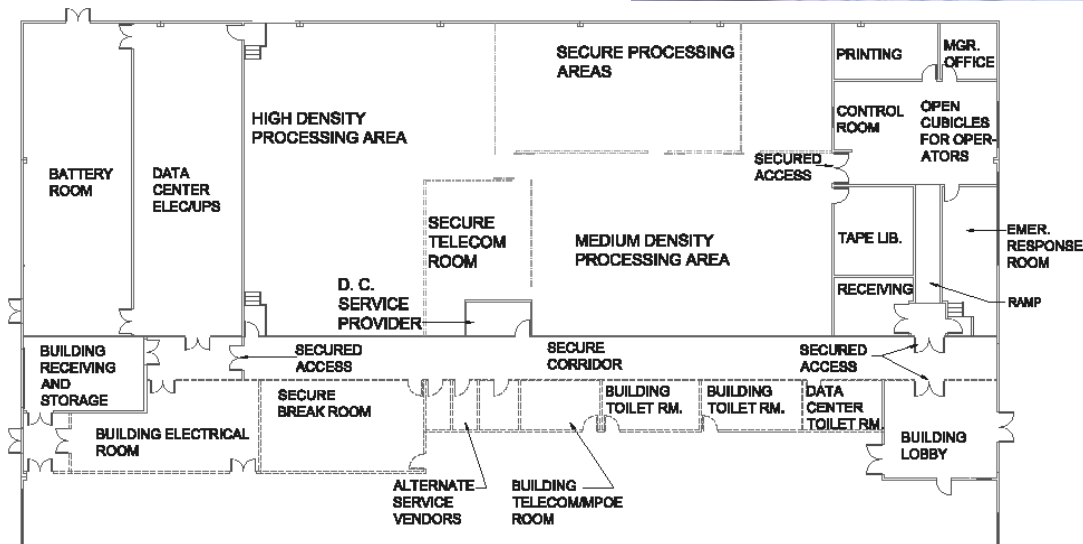 SECURE PROCESSING
AREAS
PRINTING
MGR.
OFFICE
HIGH DENSITY
PROCESSING AREA
CONTROL
ROOM
OPEN
CUBICLES
FOR OPER-
ATORS
BATTERY
ROOM
DATA
CENTER
ELEC/UPS
SECURED
ACCESS
SECURE
TELECOM
ROOM
MEDIUM DENSITY
PROCESSING AREA
TAPE LIB.
EMER.
RESPONSE
ROOM
D. C.
SERVICE
PROVIDER
RECEIVING
RAMP
BUILDING
RECEIVING
AND
STORAGE
SECURED
ACCESS
SECURE
CORRIDOR
SECURED
ACCESS
SECURE
BREAK ROOM
BUILDING
TOILET RM.
BUILDING
TOILET RM.
DATA
CENTER
TOILET RM.
BUILDING ELECTRICAL
ROOM
BUILDING
LOBBY
ALTERNATE
SERVICE
VENDORS
BUILDING
TELECOM/MPOE
ROOM